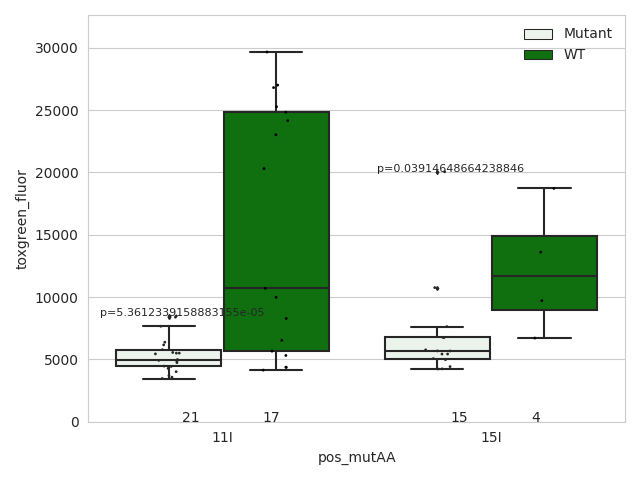 Mutant
WT
30000
25000
20000
15000
10000
5000
0
toxgreen_fluor
p=5.3612339158883155e-05
p=0.03914648664238846
21
17
15
4
11I
15I
pos_mutAA